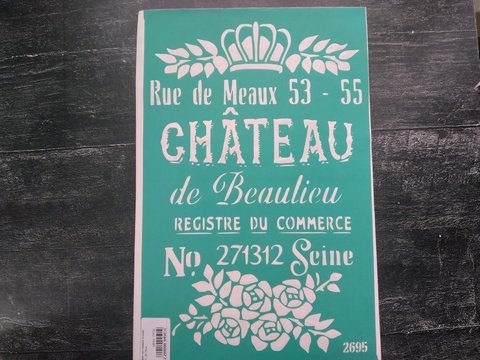 Rue de Meaux 53 - 55
CHÂTEAU
de Beaulieu
REGISTRE DU COMMERCE
No. 271312 Seine
2695